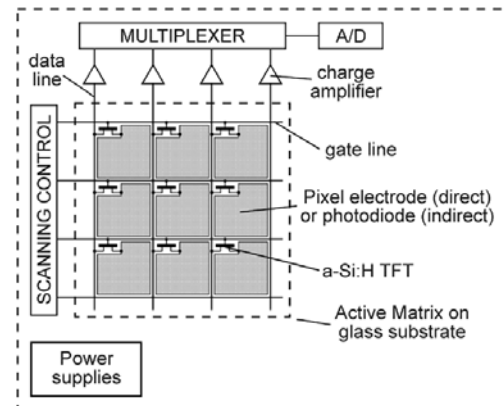 MULTIPLEXER
A/D
data
line
charge
amplifier
SCANNING CONTROL
gate line
Pixel electrode (direct)
or photodiode (indirect)
a-Si:H TFT
Active Matrix on
glass substrate
Power
supplies